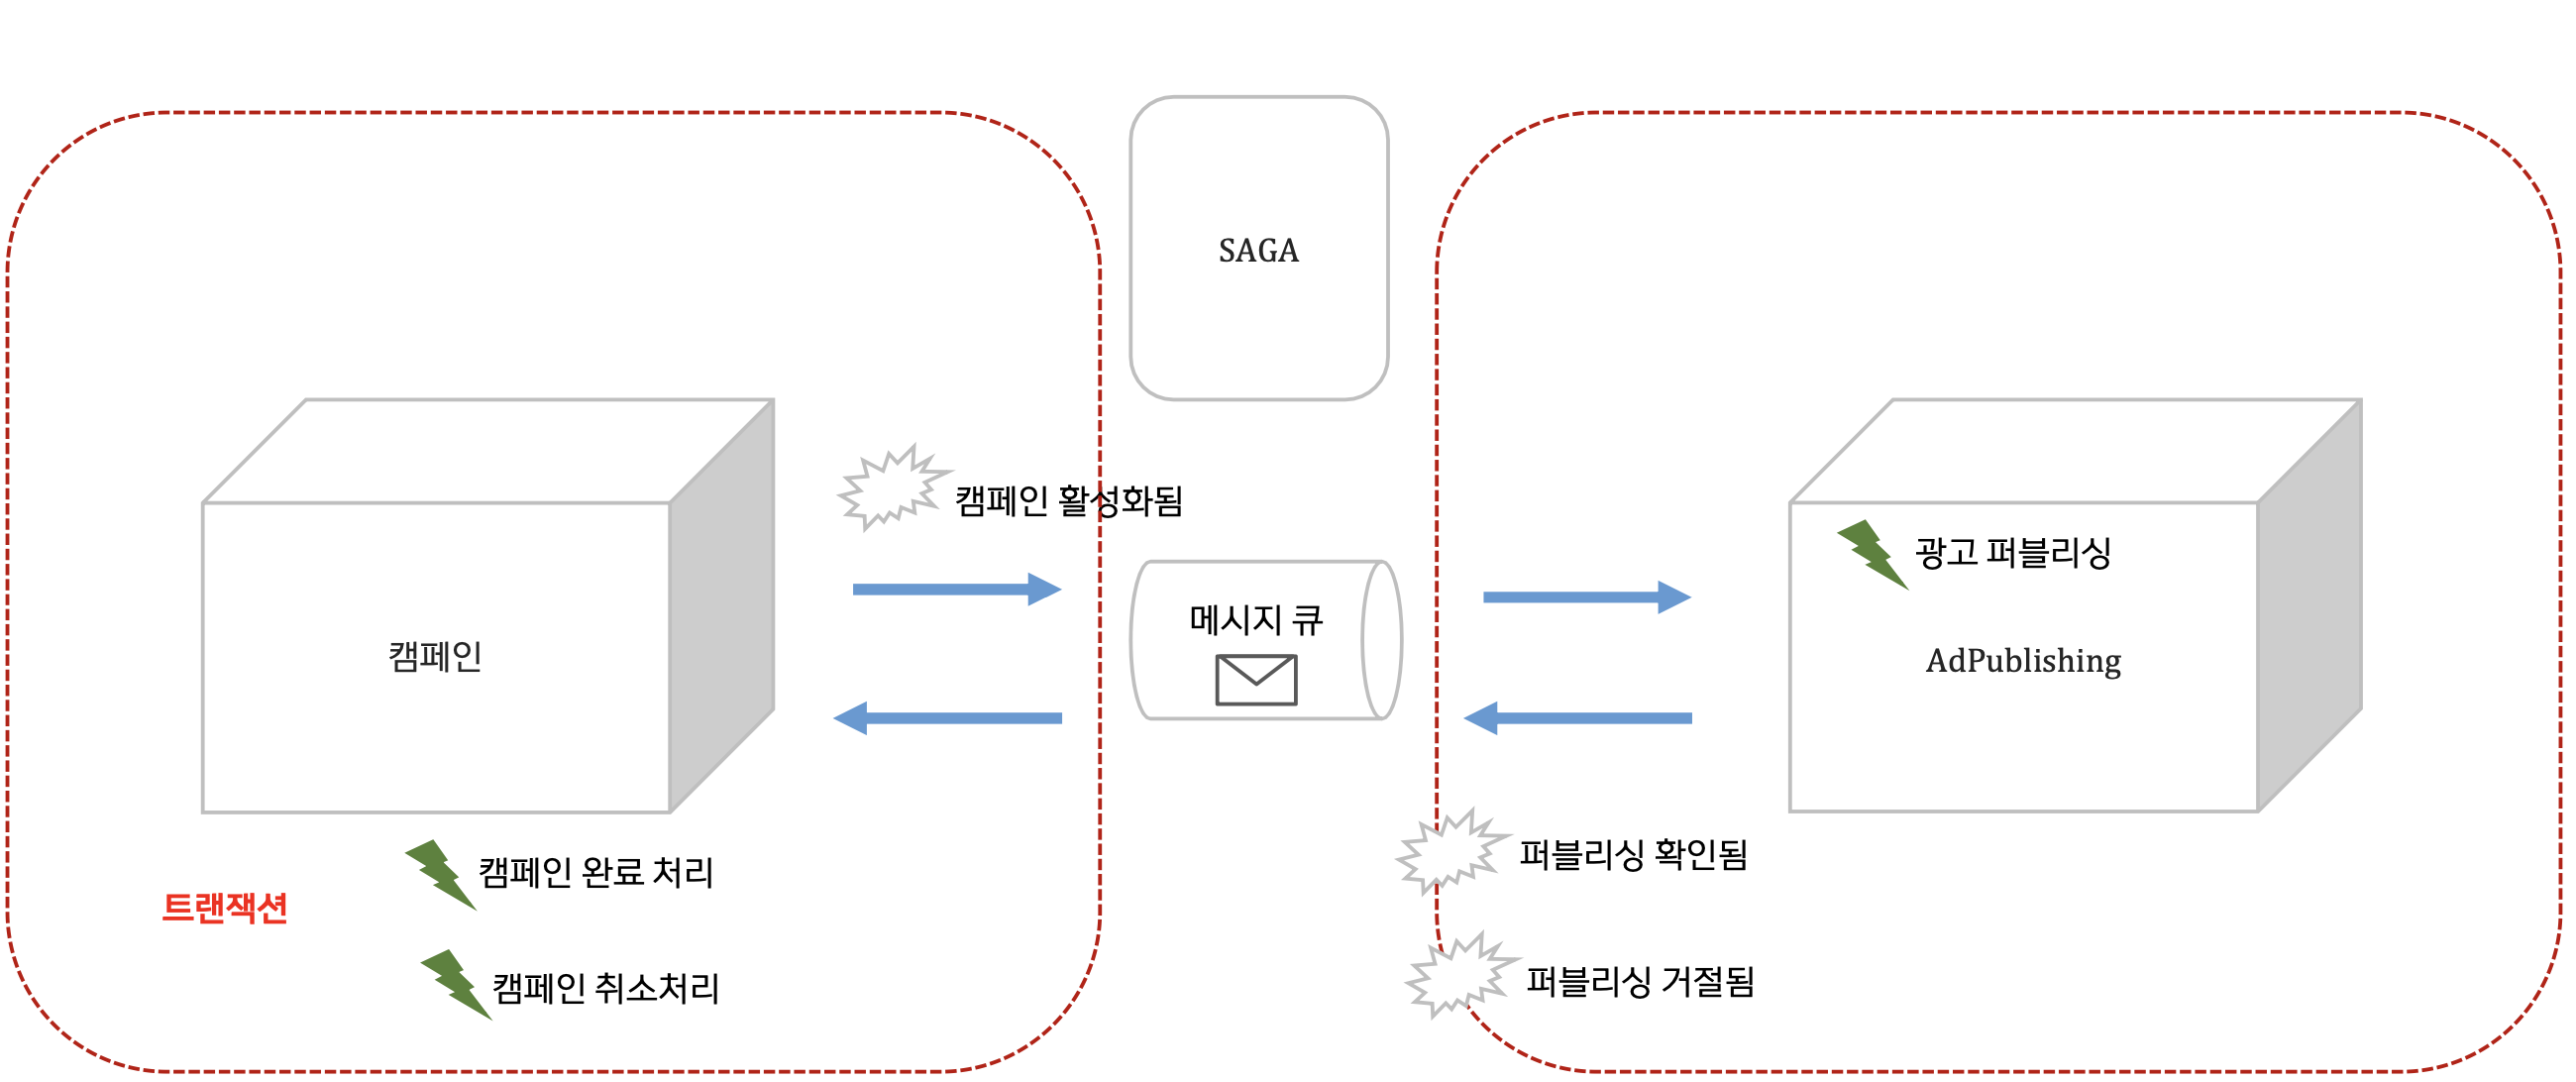 SAGA
캠페인 활성화됨
광고 퍼블리싱
메시지 큐
캠페인
AdPublishing
퍼블리싱 확인됨
캠페인 완료 처리
트랜잭션
퍼블리싱 거절됨
캠페인 취소처리